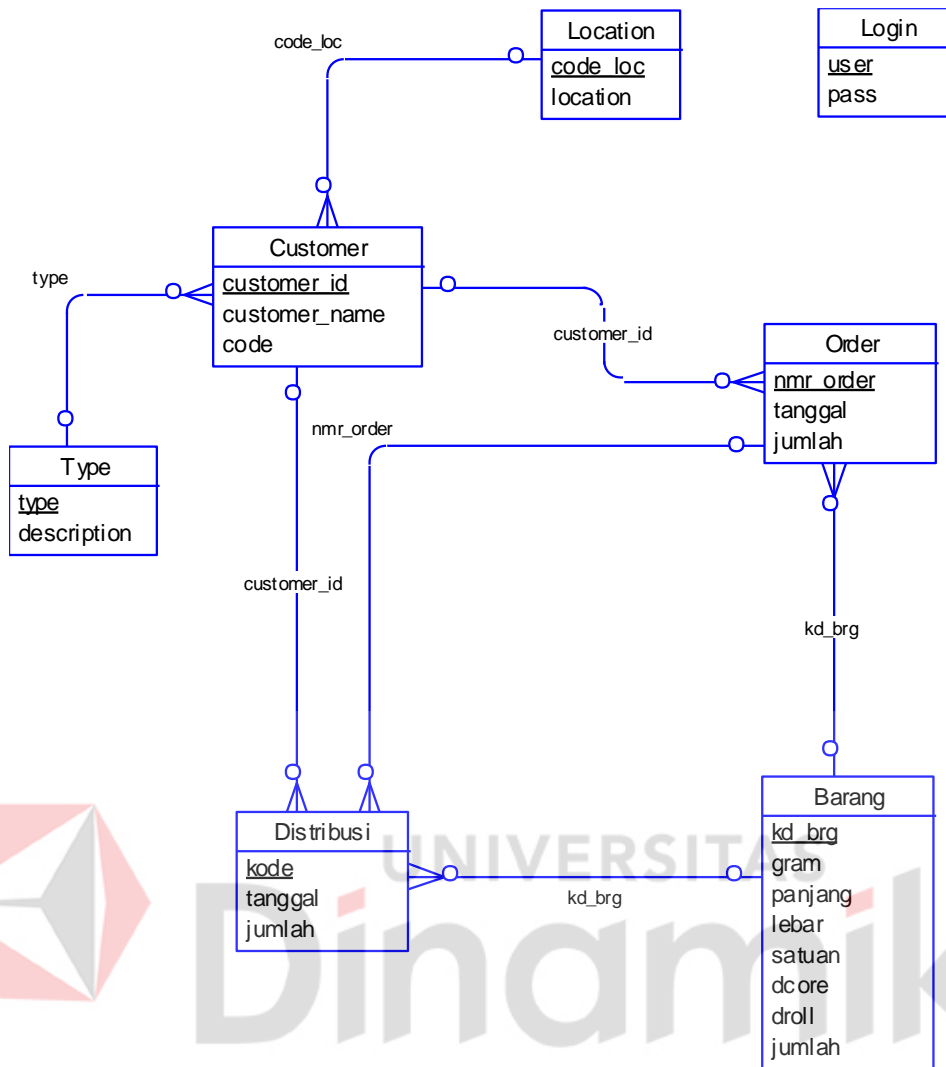 code_loc
Location
code_loc
location
Login
user
pass
Customer
customer_id
customer_name
code
type
customer_id
Order
nmr_order
tanggal
jumlah
nmr_order
Type
type
description
customer_id
kd_brg
Distribusi
kode
tanggal
jumlah
kd_brg
Barang
kd_brg
gram
panjang
lebar
satuan
dcore
droll
jumlah
UNIVERSITAS